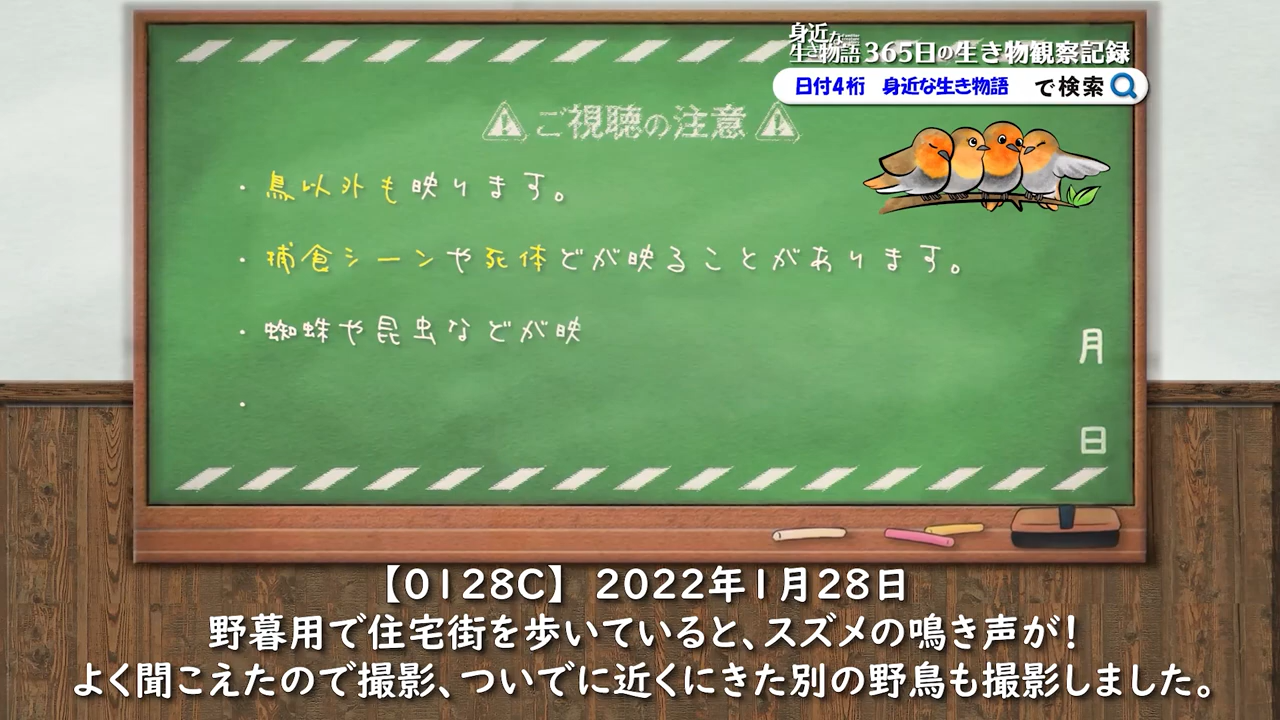 身近な
生き物語 365日の生き物観察記録
日付4桁 身近な生き物語 で検索
ご視聴の注意
・鳥以外も映ります。
・捕食シーンや死体どが映ることがあります。
・蜘蛛や昆虫などが映
・
月
日
【0128C】 2022年1月28日
野暮用で住宅街を歩いていると、スズメの鳴き声が!
よく聞こえたので撮影、ついでに近くにきた別の野鳥も撮影しました。